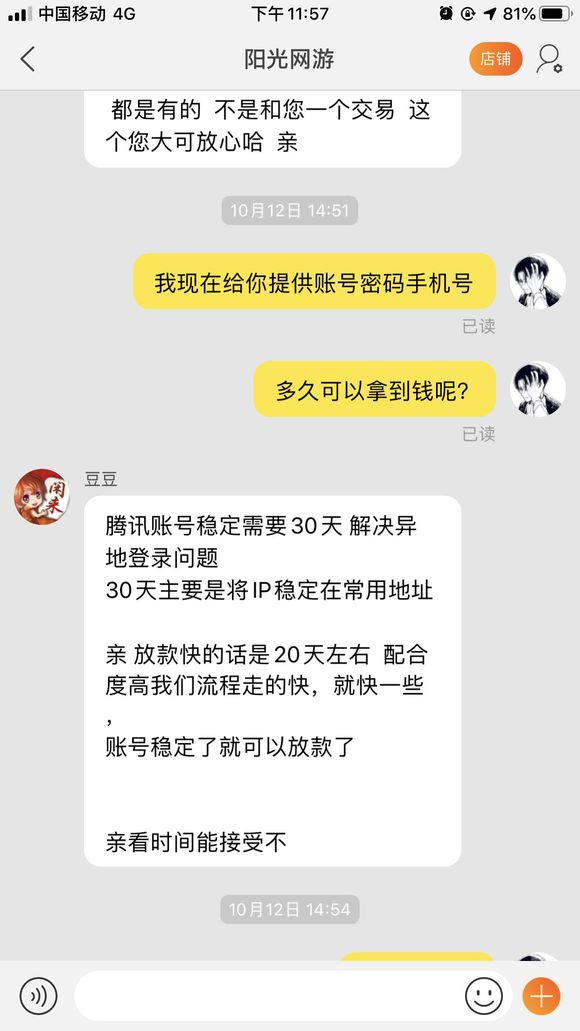 中国移动 4G
下午11:57
81%
阳光网游
店铺
都是有的 不是和您一个交易 这
个您大可放心哈 亲
10月12日 14:51
我现在给你提供账号密码手机号
已读
多久可以拿到钱呢?
已读
豆豆
闲来
腾讯账号稳定需要30天 解决异
地登录问题
30天主要是将IP稳定在常用地址
亲 放款快的话是20天左右 配合
度高我们流程走的快，就快一些
，
账号稳定了就可以放款了
亲看时间能接受不
10月12日 14:54